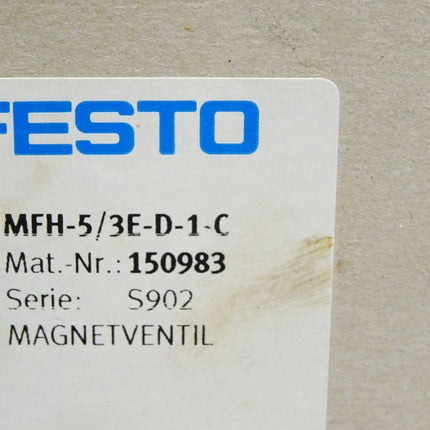 FESTO
MFH-5/3E-D-1-C
Mat.-Nr.: 150983
Serie: S902
MAGNETVENTIL